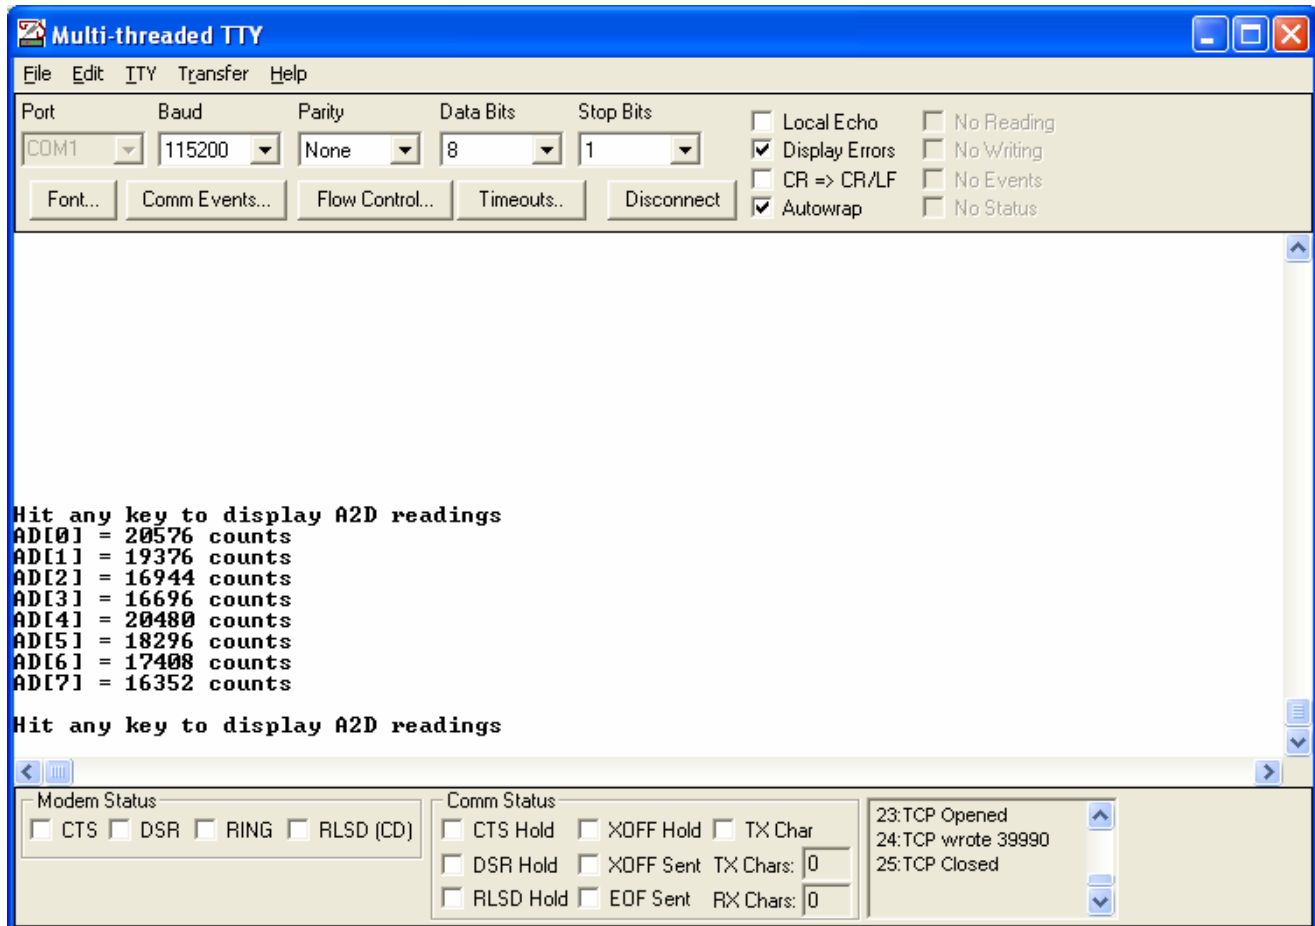 Multi-threaded TTY
File Edit TTY Transfer Help
Port Baud Parity Data Bits Stop Bits
COM1 115200 None 8 1
Font... Comm Events... Flow Control... Timeouts.. Disconnect
Local Echo No Reading
Display Errors No Writing
CR => CR/LF No Events
Autowrap No Status
Hit any key to display A2D readings
AD[0] = 20576 counts
AD[1] = 19376 counts
AD[2] = 16944 counts
AD[3] = 16696 counts
AD[4] = 20480 counts
AD[5] = 18296 counts
AD[6] = 17408 counts
AD[7] = 16352 counts
Hit any key to display A2D readings
Modem Status
CTS DSR RING RLSD (CD)
Comm Status
CTS Hold XOFF Hold TX Char
DSR Hold XOFF Sent TX Chars: 0
RLSD Hold EOF Sent RX Chars: 0
23:TCP Opened
24:TCP wrote 39990
25:TCP Closed